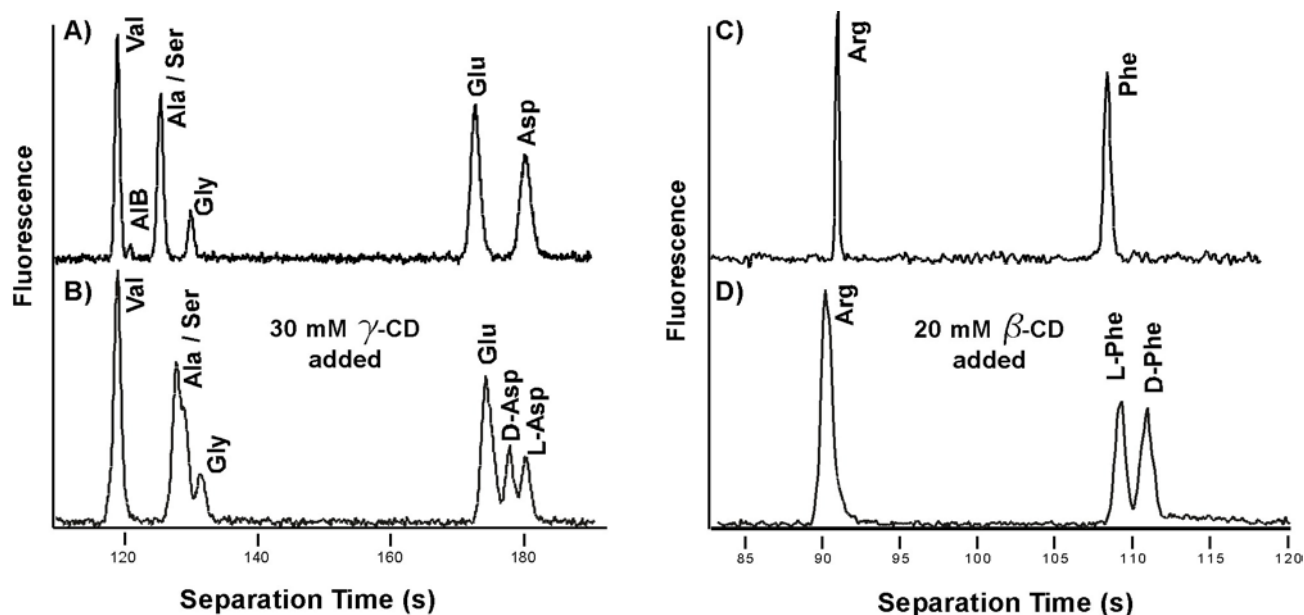 A)
Val
AIB
Ala / Ser
Gly
Glu
Asp
Fluorescence
B)
Val
Ala / Ser
Gly
30 mM γ-CD
added
Glu
D-Asp
L-Asp
Fluorescence
120
140
160
180
Separation Time (s)
C)
Arg
Phe
Fluorescence
D)
Arg
20 mM β-CD
added
L-Phe
D-Phe
85
90
95
100
105
110
115
120
Separation Time (s)